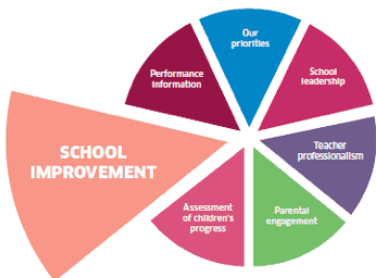 Our
priorities
School
leadership
Teacher
professionalism
Parental
engagement
Assessment
of children's
progress
SCHOOL
IMPROVEMENT
Performance
information